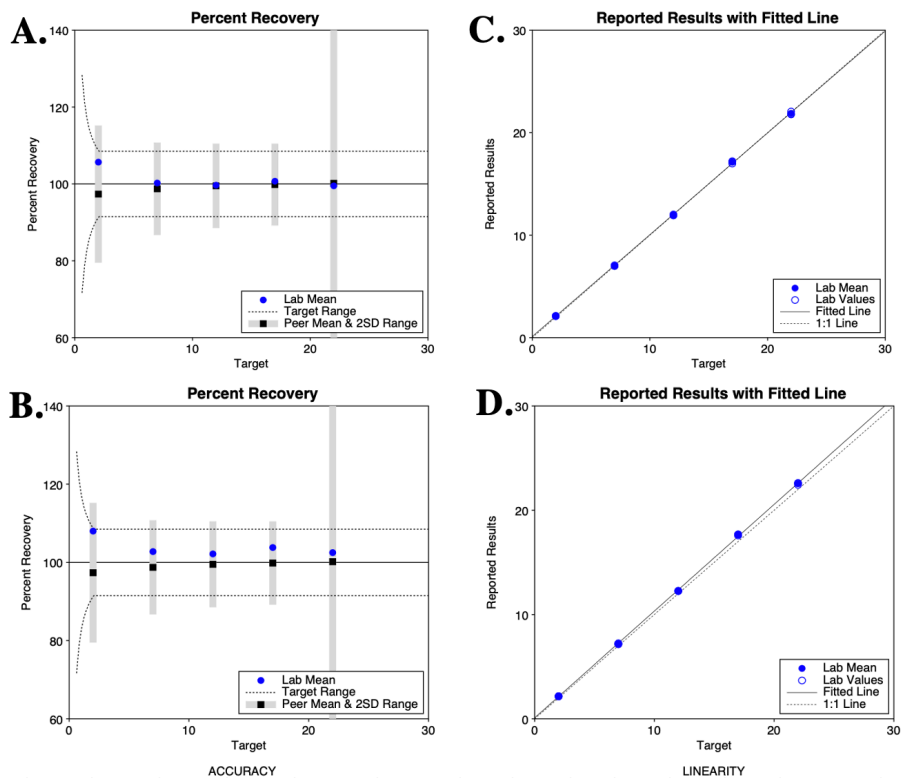 A.
Percent Recovery
140
120
100
80
60
Percent Recovery
Lab Mean
Target Range
Peer Mean & 2SD Range
0
10
20
30
Target
C.
Reported Results with Fitted Line
30
20
10
0
Reported Results
Lab Mean
Lab Values
Fitted Line
1:1 Line
0
10
20
30
Target
B.
Percent Recovery
140
120
100
80
60
Percent Recovery
Lab Mean
Target Range
Peer Mean & 2SD Range
0
10
20
30
Target
ACCURACY
D.
Reported Results with Fitted Line
30
20
10
0
Reported Results
Lab Mean
Lab Values
Fitted Line
1:1 Line
0
10
20
30
Target
LINEARITY